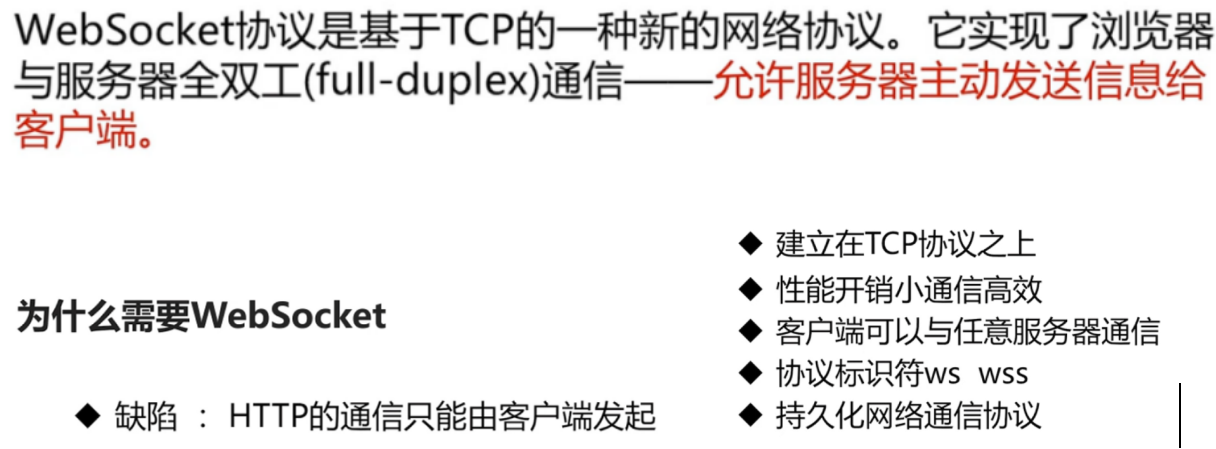 WebSocket协议是基于TCP的一种新的网络协议。它实现了浏览器
与服务器全双工(full-duplex)通信——允许服务器主动发送信息给
客户端。
为什么需要WebSocket
◆ 缺陷 : HTTP的通信只能由客户端发起
◆ 建立在TCP协议之上
◆ 性能开销小通信高效
◆ 客户端可以与任意服务器通信
◆ 协议标识符ws wss
◆ 持久化网络通信协议